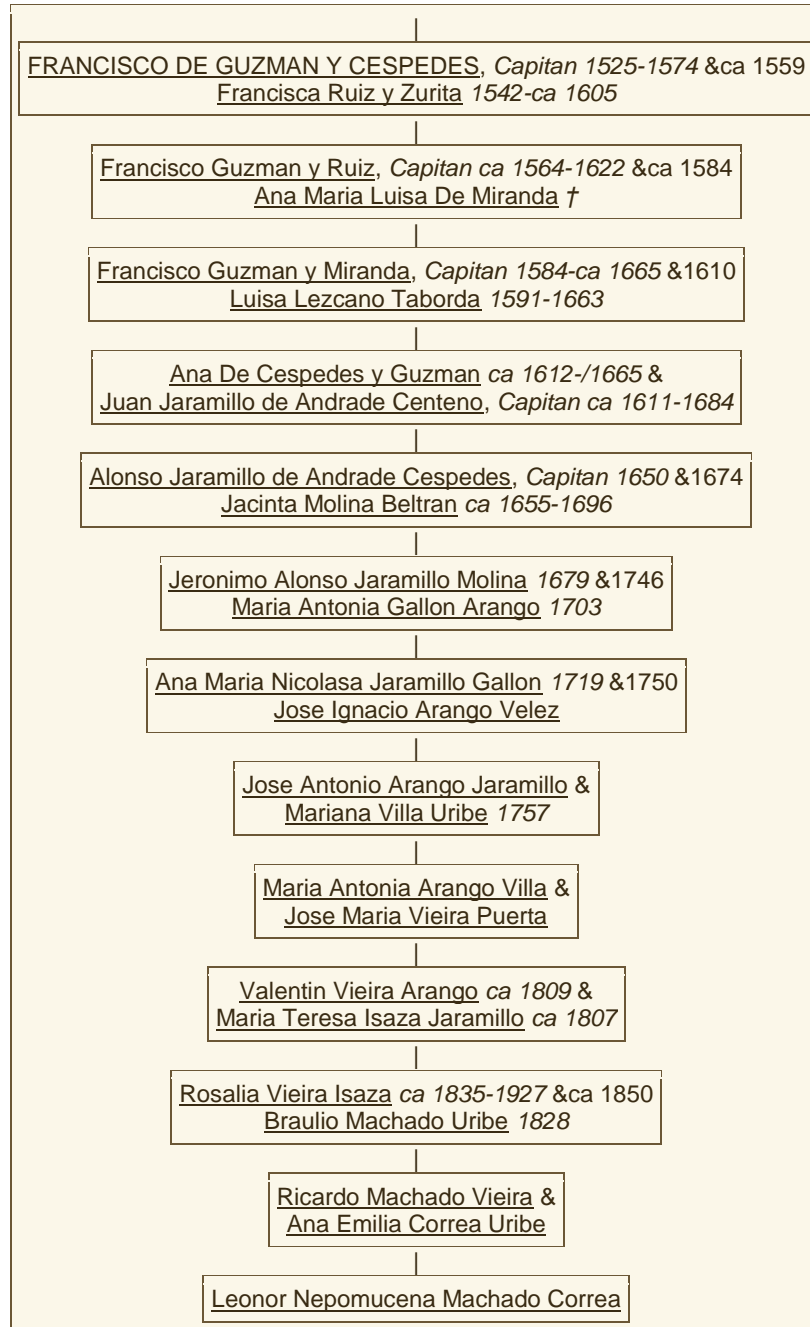 FRANCISCO DE GUZMAN Y CESPEDES, Capitan 1525-1574 &ca 1559
Francisca Ruiz y Zurita 1542-ca 1605
Francisco Guzman y Ruiz, Capitan ca 1564-1622 &ca 1584
Ana Maria Luisa De Miranda †
Francisco Guzman y Miranda, Capitan 1584-ca 1665 &1610
Luisa Lezcano Taborda 1591-1663
Ana De Cespedes y Guzman ca 1612-/1665 &
Juan Jaramillo de Andrade Centeno, Capitan ca 1611-1684
Alonso Jaramillo de Andrade Cespedes, Capitan 1650 &1674
Jacinta Molina Beltran ca 1655-1696
Jeronimo Alonso Jaramillo Molina 1679 &1746
Maria Antonia Gallon Arango 1703
Ana Maria Nicolasa Jaramillo Gallon 1719 &1750
Jose Ignacio Arango Velez
Jose Antonio Arango Jaramillo &
Mariana Villa Uribe 1757
Maria Antonia Arango Villa &
Jose Maria Vieira Puerta
Valentin Vieira Arango ca 1809 &
Maria Teresa Isaza Jaramillo ca 1807
Rosalia Vieira Isaza ca 1835-1927 &ca 1850
Braulio Machado Uribe 1828
Ricardo Machado Vieira &
Ana Emilia Correa Uribe
Leonor Nepomucena Machado Correa